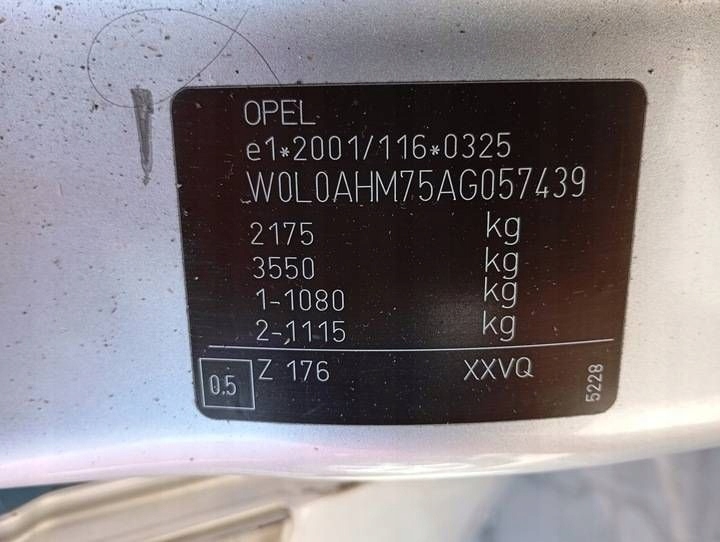 OPEL
e1*2001/116*0325
W0L0AHM75AG057439
2175 kg
3550 kg
1-1080 kg
2-1115 kg
0.5 Z 176 XXVQ
5228